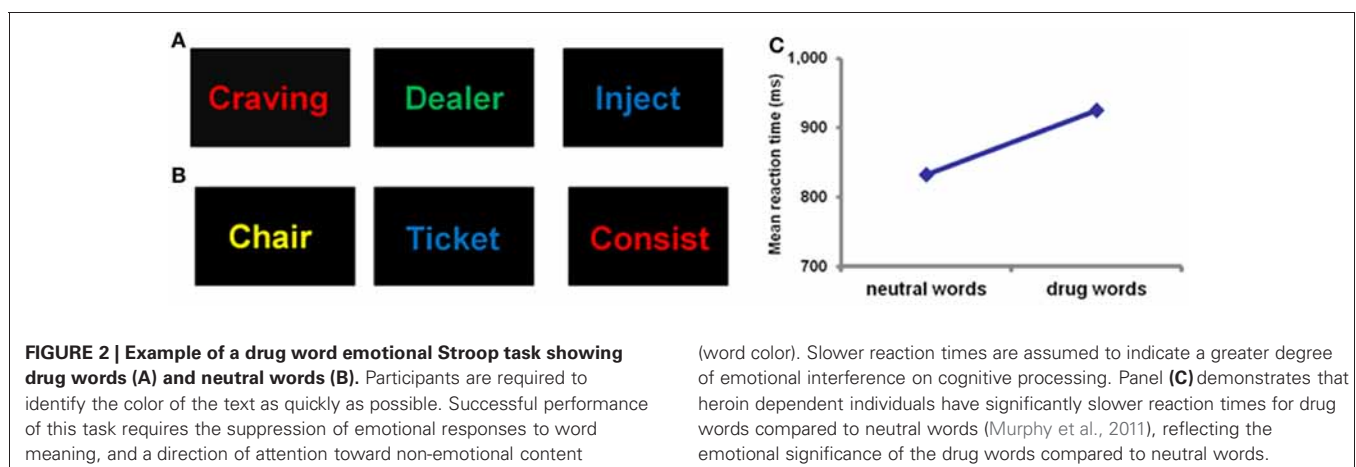 A
Craving Dealer Inject
B
Chair Ticket Consist
C
Mean reaction time (ms)
1,000
900
800
700
neutral words drug words
FIGURE 2 | Example of a drug word emotional Stroop task showing
drug words (A) and neutral words (B). Participants are required to
identify the color of the text as quickly as possible. Successful performance
of this task requires the suppression of emotional responses to word
meaning, and a direction of attention toward non-emotional content
(word color). Slower reaction times are assumed to indicate a greater degree
of emotional interference on cognitive processing. Panel (C) demonstrates that
heroin dependent individuals have significantly slower reaction times for drug
words compared to neutral words (Murphy et al., 2011), reflecting the
emotional significance of the drug words compared to neutral words.